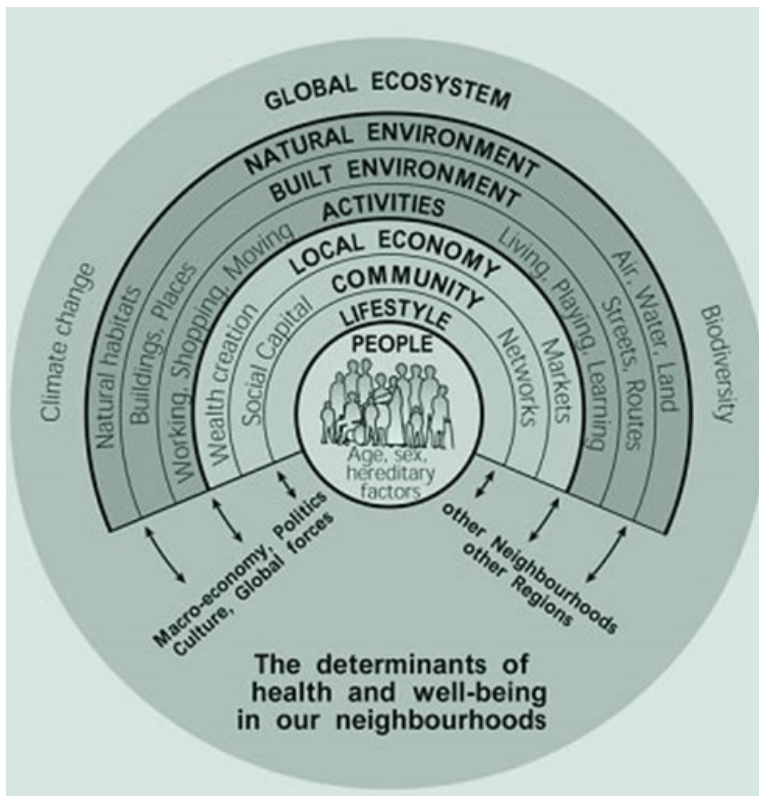 GLOBAL ECOSYSTEM
NATURAL ENVIRONMENT
BUILT ENVIRONMENT
ACTIVITIES
LOCAL ECONOMY
COMMUNITY
LIFESTYLE
PEOPLE
Age, sex,
hereditary
factors
Climate change
Natural habitats
Buildings, Places
Working, Shopping, Moving
Wealth creation
Social Capital
Networks
Markets
Living, Playing, Learning
Streets, Routes
Air, Water, Land
Biodiversity
Macro-economy, Politics
Culture, Global forces
other Neighbourhoods
other Regions
The determinants of
health and well-being
in our neighbourhoods